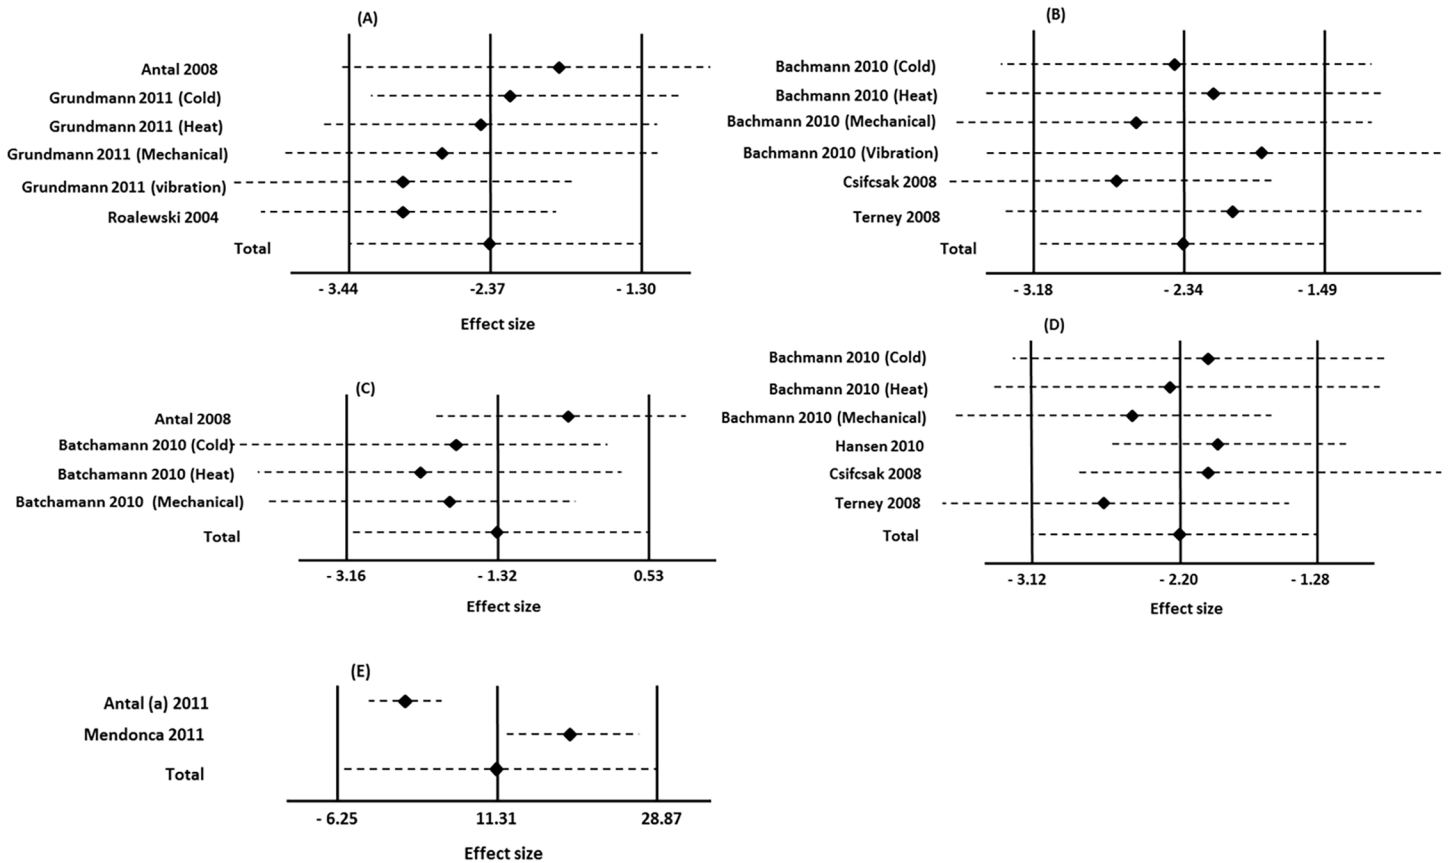 (A)
Antal 2008
Grundmann 2011 (Cold)
Grundmann 2011 (Heat)
Grundmann 2011 (Mechanical)
Grundmann 2011 (vibration)
Roalewski 2004
Total
- 3.44 -2.37 - 1.30
Effect size
(B)
Bachmann 2010 (Cold)
Bachmann 2010 (Heat)
Bachmann 2010 (Mechanical)
Bachmann 2010 (Vibration)
Csifcsak 2008
Terney 2008
Total
- 3.18 - 2.34 - 1.49
Effect size
(C)
Antal 2008
Batchamann 2010 (Cold)
Batchamann 2010 (Heat)
Batchamann 2010 (Mechanical)
Total
- 3.16 - 1.32 0.53
Effect size
(D)
Bachmann 2010 (Cold)
Bachmann 2010 (Heat)
Bachmann 2010 (Mechanical)
Hansen 2010
Csifcsak 2008
Terney 2008
Total
- 3.12 - 2.20 - 1.28
Effect size
(E)
Antal (a) 2011
Mendonca 2011
Total
- 6.25 11.31 28.87
Effect size